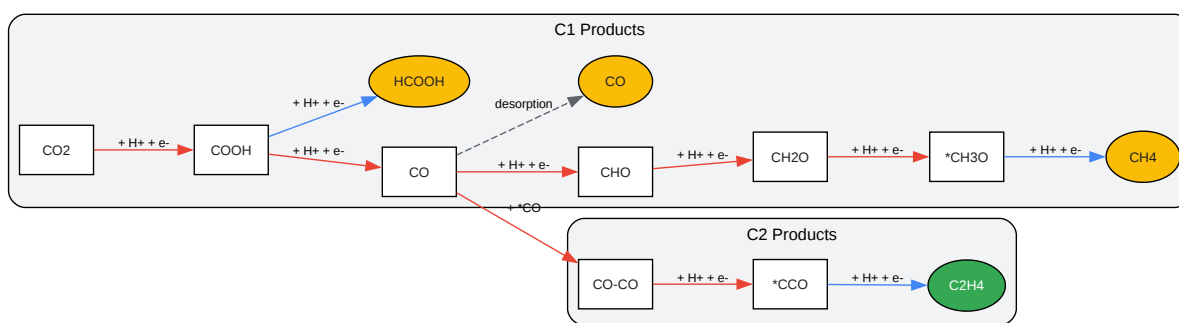 C1 Products
HCOOH
CO
desorption
+ H+ + e-
CO2
+ H+ + e-
COOH
+ H+ + e-
CO
+ H+ + e-
CHO
+ H+ + e-
CH2O
+ H+ + e-
*CH3O
+ H+ + e-
CH4
+ *CO
C2 Products
CO-CO
+ H+ + e-
*CCO
+ H+ + e-
C2H4